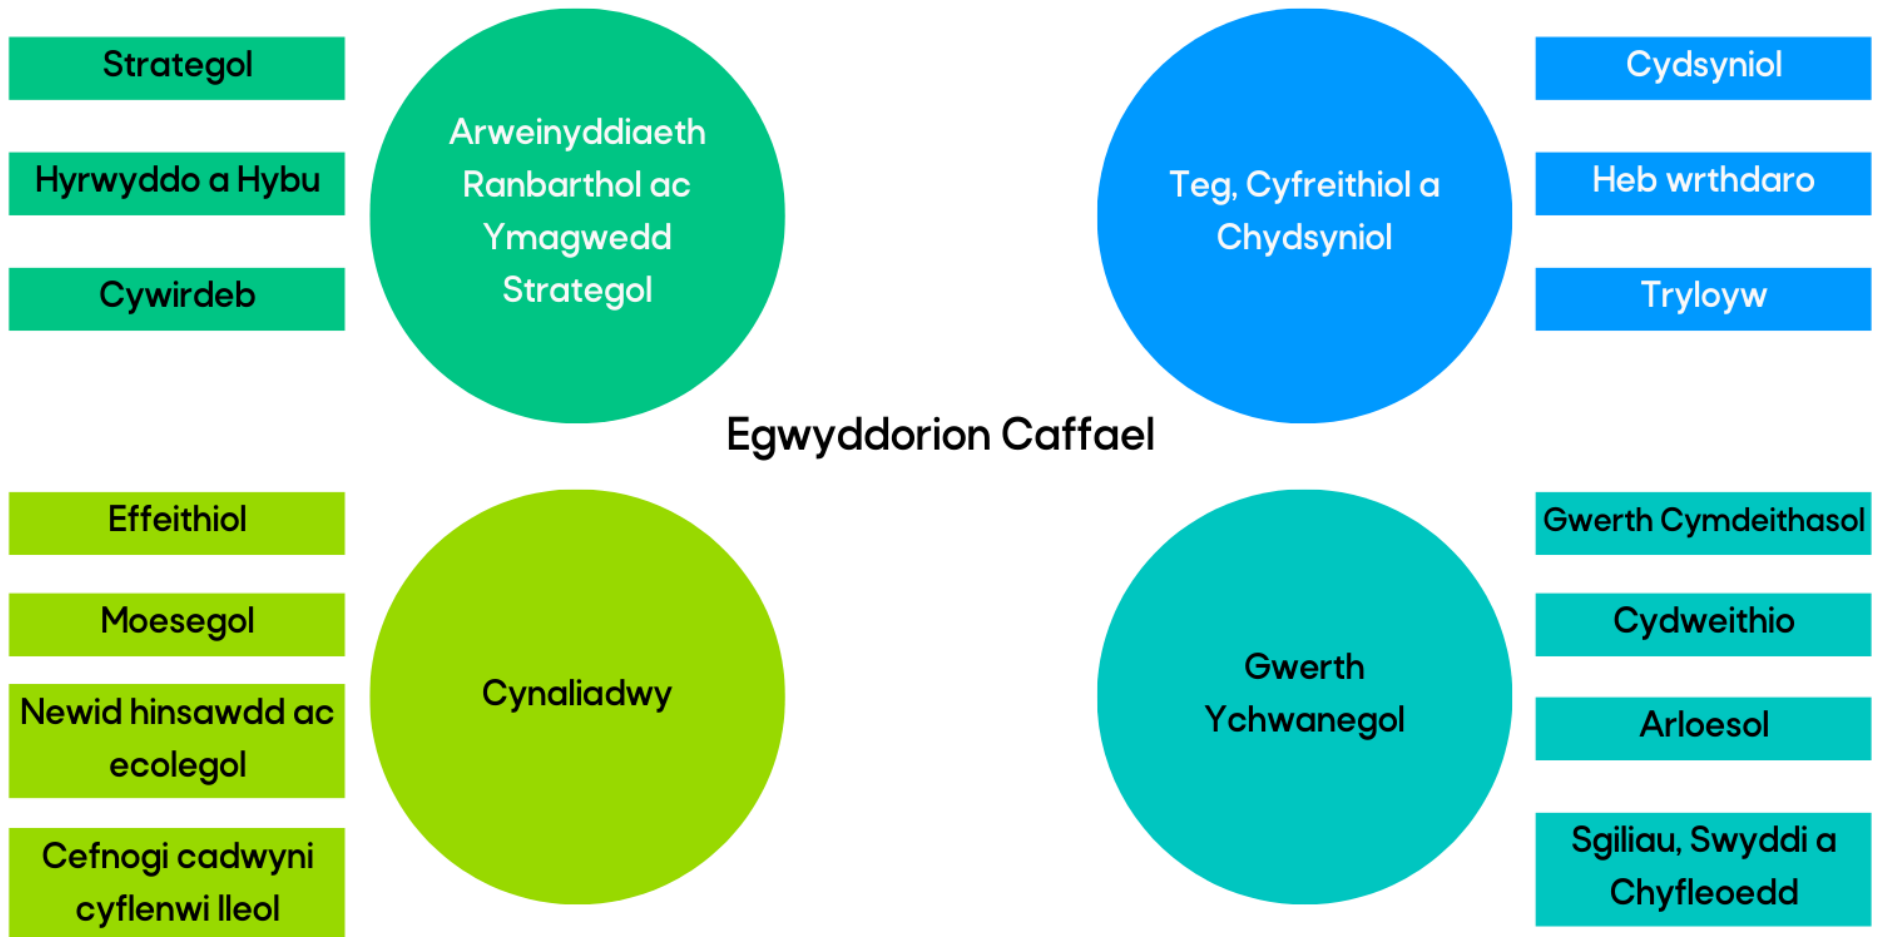 Strategol
Hyrwyddo a Hybu
Cywirdeb
Arweinyddiaeth
Ranbarthol ac
Ymagwedd
Strategol
Teg, Cyfreithiol a
Chydsyniol
Cydsyniol
Heb wrthdaro
Tryloyw
Egwyddorion Caffael
Effeithiol
Moesegol
Newid hinsawdd ac
ecolegol
Cefnogi cadwyni
cyflenwi lleol
Cynaliadwy
Gwerth
Ychwanegol
Gwerth Cymdeithasol
Cydweithio
Arloesol
Sgiliau, Swyddi a
Chyfleoedd